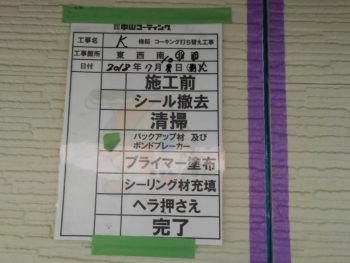 ㈲中山コーティング
工事名 K 様邸 コーキング打ち替え工事
工事箇所 東 西 南
日付 2013年7月 日
施工前
シール撤去
清掃
バックアップ材 及び
ボンドブレーカー
プライマー塗布
シーリング材充填
ヘラ押さえ
完了